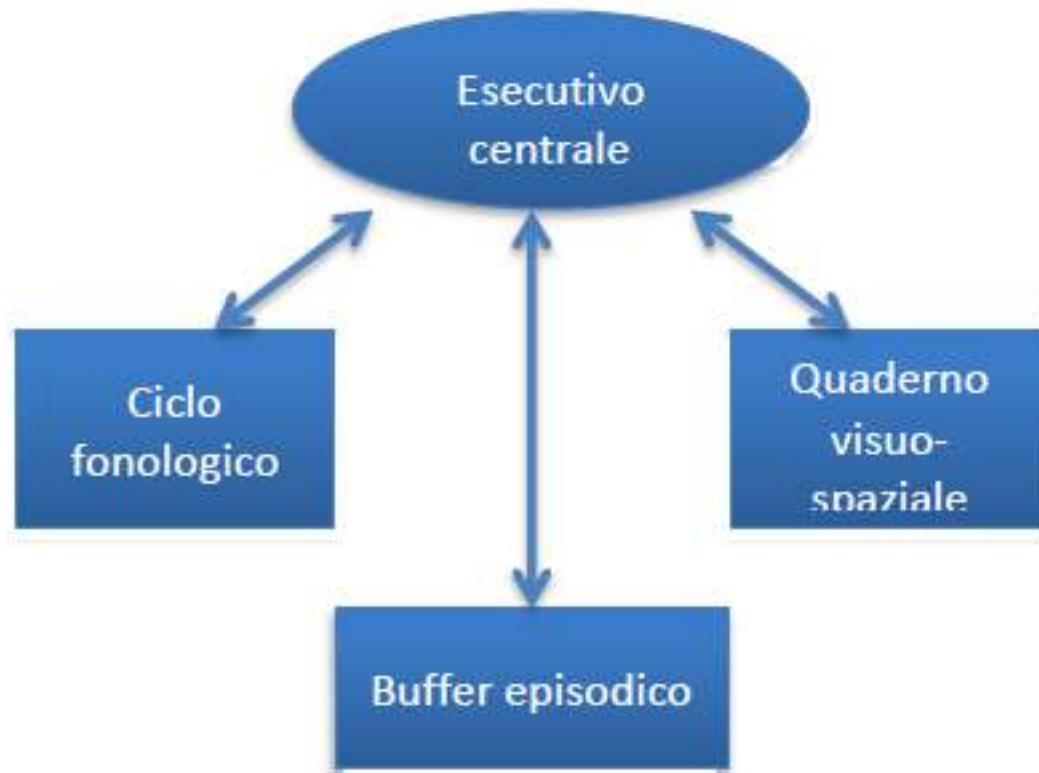 Esecutivo
centrale
Ciclo
fonologico
Quaderno
visuo-
spaziale
Buffer episodico